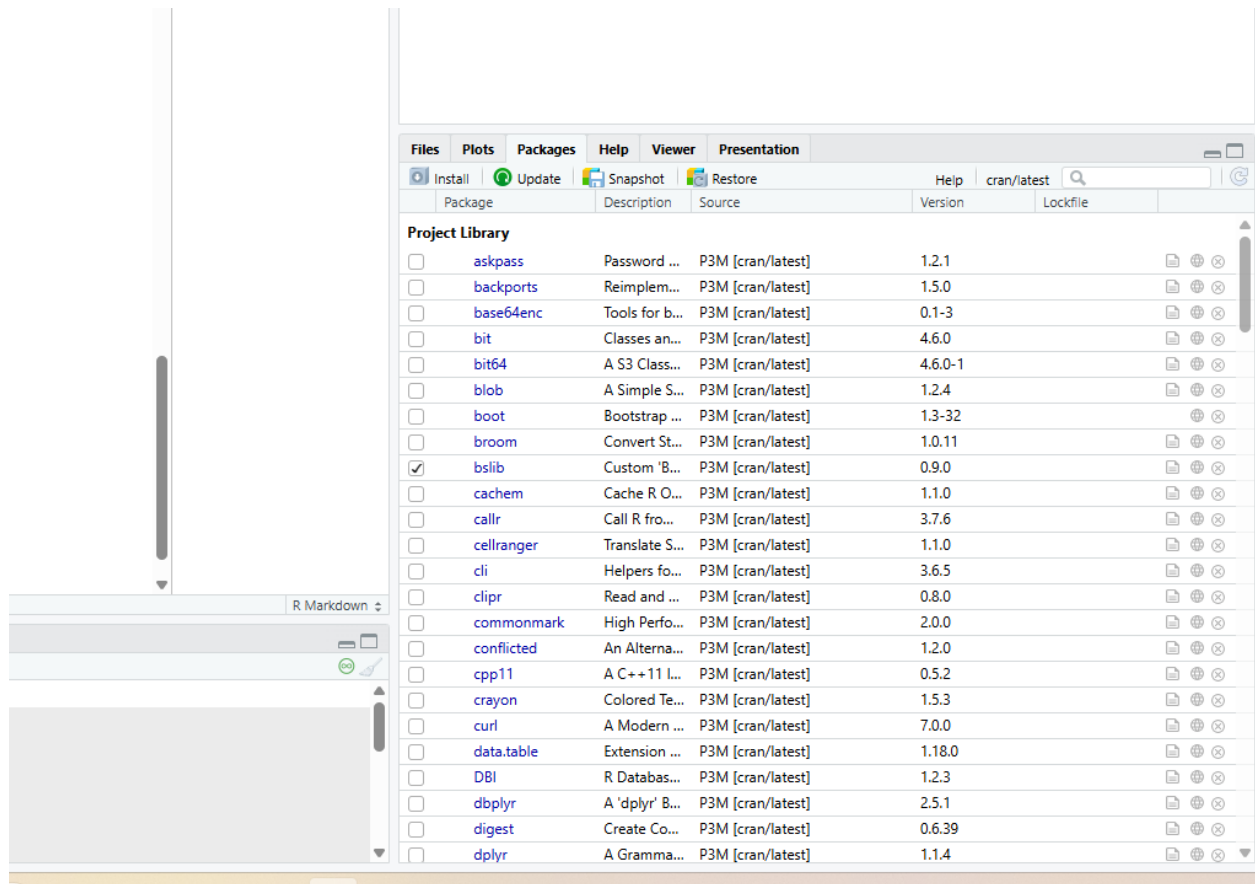 Files Plots Packages Help Viewer Presentation
Install Update Snapshot Restore Help cran/latest
Package Description Source Version Lockfile
Project Library
askpass Password ... P3M [cran/latest] 1.2.1
backports Reimplem... P3M [cran/latest] 1.5.0
base64enc Tools for b... P3M [cran/latest] 0.1-3
bit Classes an... P3M [cran/latest] 4.6.0
bit64 A S3 Class... P3M [cran/latest] 4.6.0-1
blob A Simple S... P3M [cran/latest] 1.2.4
boot Bootstrap ... P3M [cran/latest] 1.3-32
broom Convert St... P3M [cran/latest] 1.0.11
bslib Custom 'B... P3M [cran/latest] 0.9.0
cachem Cache R O... P3M [cran/latest] 1.1.0
callr Call R fro... P3M [cran/latest] 3.7.6
cellranger Translate S... P3M [cran/latest] 1.1.0
cli Helpers fo... P3M [cran/latest] 3.6.5
clipr Read and ... P3M [cran/latest] 0.8.0
R Markdown
commonmark High Perfo... P3M [cran/latest] 2.0.0
conflicted An Alterna... P3M [cran/latest] 1.2.0
cpp11 A C++11 I... P3M [cran/latest] 0.5.2
crayon Colored Te... P3M [cran/latest] 1.5.3
curl A Modern ... P3M [cran/latest] 7.0.0
data.table Extension ... P3M [cran/latest] 1.18.0
DBI R Databas... P3M [cran/latest] 1.2.3
dbplyr A 'dplyr' B... P3M [cran/latest] 2.5.1
digest Create Co... P3M [cran/latest] 0.6.39
dplyr A Gramma... P3M [cran/latest] 1.1.4